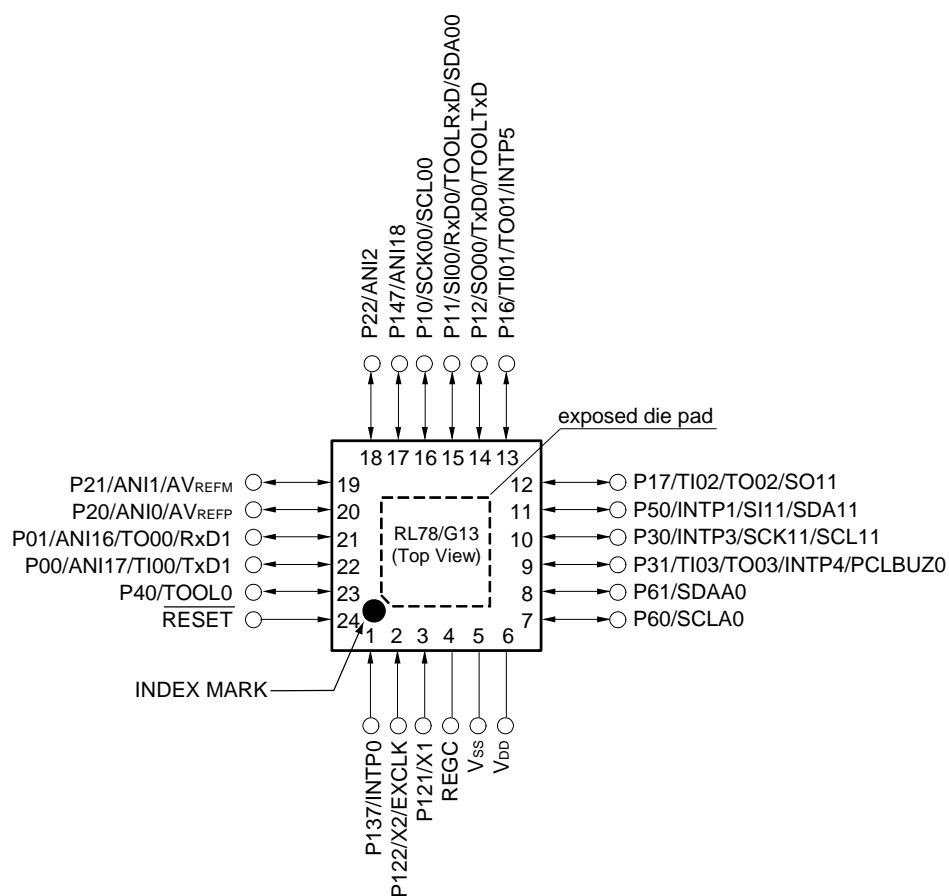 P22/ANI2
P147/ANI18
P10/SCK00/SCL00
P11/SI00/RxD0/TOOLRxD/SDA00
P12/SO00/TxD0/TOOLTxD
P16/TI01/TO01/INTP5
exposed die pad
18 17 16 15 14 13
P21/ANI1/AVREFM 19
P20/ANI0/AVREFP 20
P01/ANI16/TO00/RxD1 21
P00/ANI17/TI00/TxD1 22
P40/TOOL0 23
RESET 24
RL78/G13
(Top View)
12 P17/TI02/TO02/SO11
11 P50/INTP1/SI11/SDA11
10 P30/INTP3/SCK11/SCL11
9 P31/TI03/TO03/INTP4/PCLBUZ0
8 P61/SDAA0
7 P60/SCLA0
1 2 3 4 5 6
INDEX MARK
P137/INTP0
P122/X2/EXCLK
P121/X1
REGC
VSS
VDD